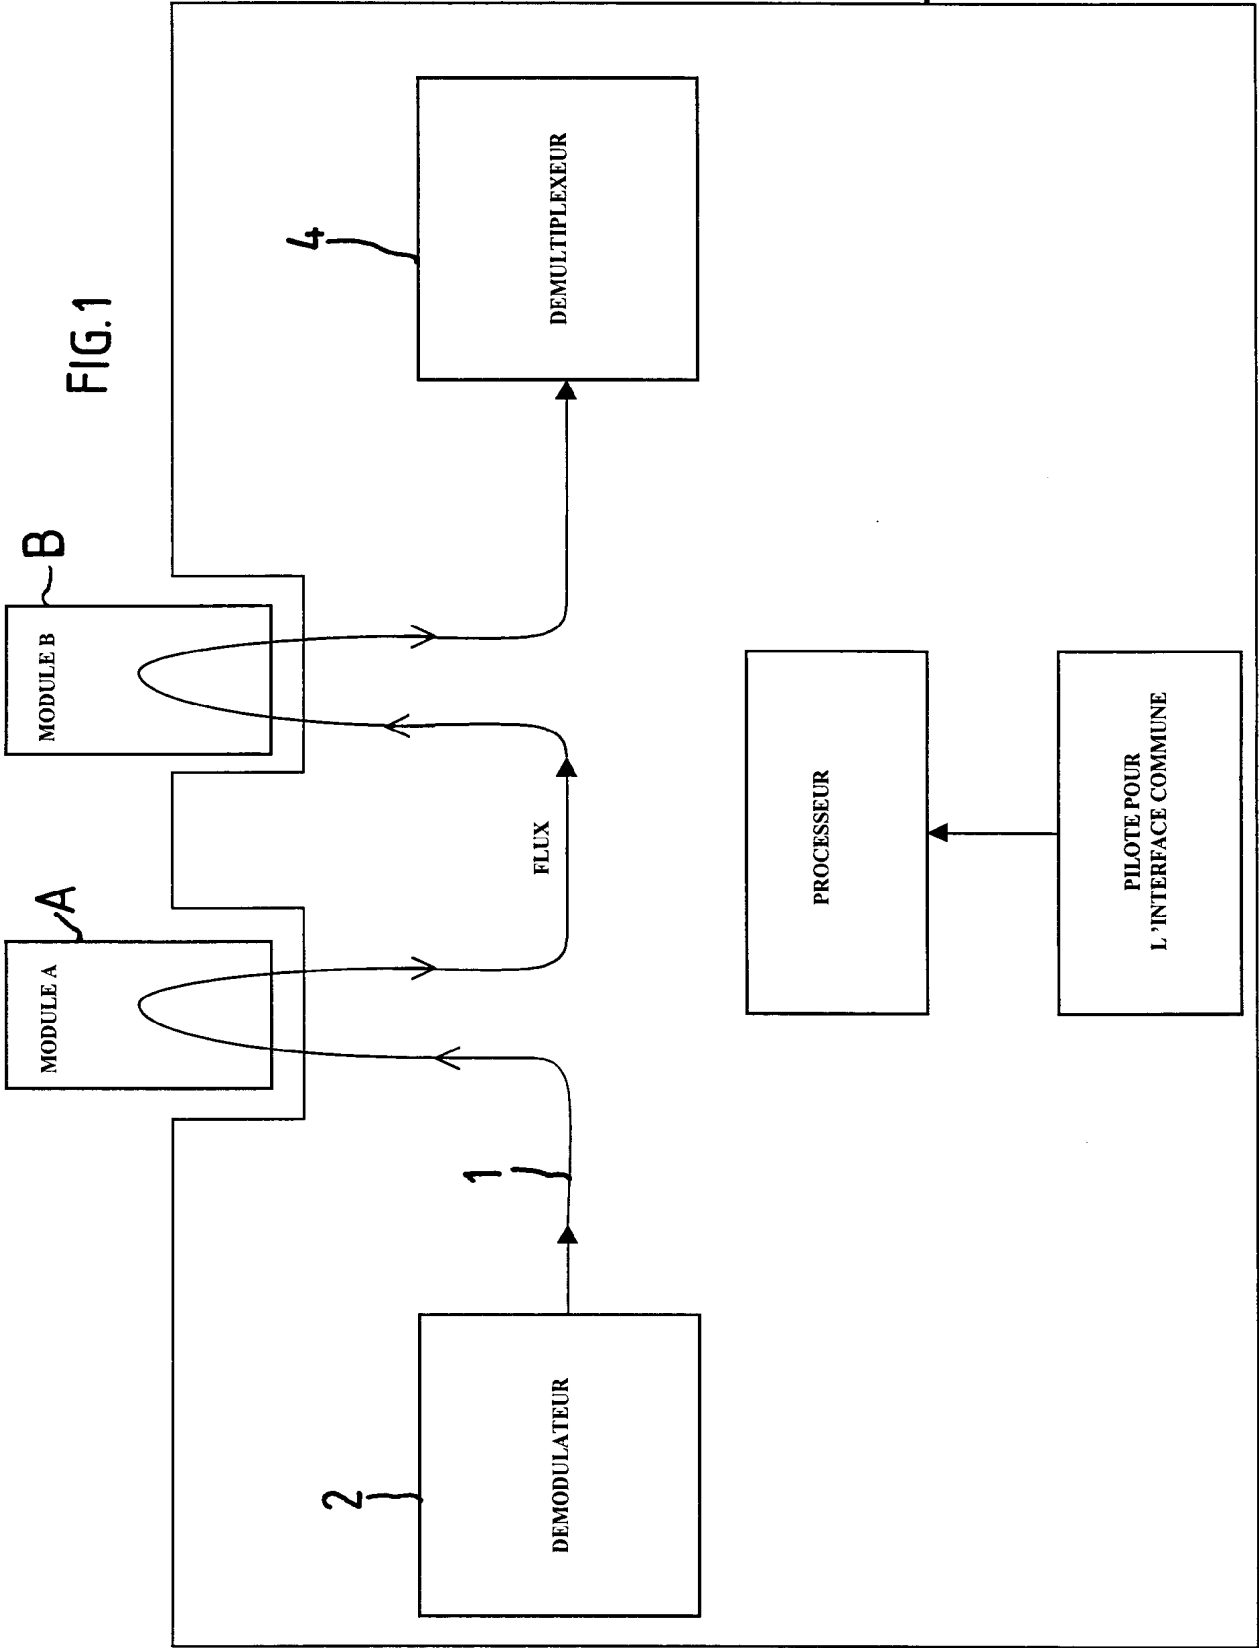 FIG.1
A
B
MODULE A
MODULE B
1
FLUX
2
4
DEMODULATEUR
DEMULTIPLEXEUR
PROCESSEUR
PILOTE POUR
L 'INTERFACE COMMUNE